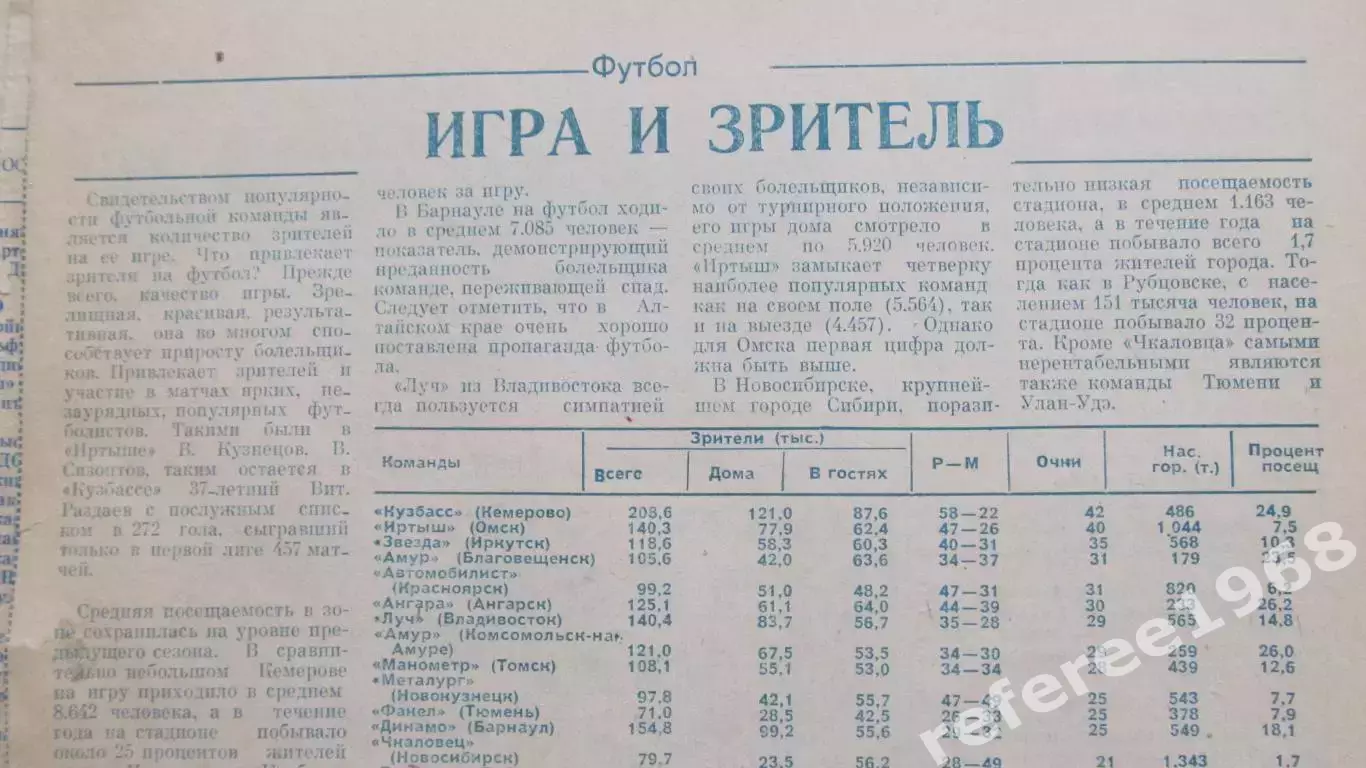 Футбол
ИГРА И ЗРИТЕЛЬ
Свидетельством популярно-
сти футбольной команды яв-
ляется количество зрителей
на ее игре. Что привлекает
зрителя на футбол? Прежде
всего, качество игры. Зре-
лищная, красивая, результа-
тивная, она во многом спо-
собствует приросту болельщи-
ков. Привлекает зрителей и
участие в матчах ярких, не-
заурядных, популярных фут-
болистов. Такими были в
«Иртыше» В. Кузнецов, В.
Сизонтов, таким остается в
«Кузбассе» 37-летний Вит.
Раздаев с послужным спис-
ком в 272 гола, сыгравший
только в первой лиге 457 мат-
чей.
Средняя посещаемость в зо-
не сохранилась на уровне пре-
дыдущего сезона. В сравни-
тельно небольшом Кемерове
на игру приходило в среднем
8.642 человека, а в течение
года на стадионе побывало
около 25 процентов жителей
человек за игру.
В Барнауле на футбол ходи-
ло в среднем 7.085 человек —
показатель, демонстрирующий
преданность болельщика
команде, переживающей спад.
Следует отметить, что в Ал-
тайском крае очень хорошо
поставлена пропаганда футбо-
ла.
«Луч» из Владивостока все-
гда пользуется симпатией
своих болельщиков, независи-
мо от турнирного положения,
его игры дома смотрело в
среднем по 5.920 человек.
«Иртыш» замыкает четверку
наиболее популярных команд
как на своем поле (5.564), так
и на выезде (4.457). Однако
для Омска первая цифра дол-
жна быть выше.
В Новосибирске, крупней-
шем городе Сибири, порази-
тельно низкая посещаемость
стадиона, в среднем 1.163 че-
ловека, а в течение года на
стадионе побывало всего 1,7
процента жителей города. То-
гда как в Рубцовске, с насе-
лением 151 тысяча человек, на
стадионе побывало 32 процен-
та. Кроме «Чкаловца» самыми
нерентабельными являются
также команды Тюмени и
Улан-Удэ.
Команды Зрители (тыс.) Р—М Очки Нас. гор. (т.) Процент посещ
Всего Дома В гостях
«Кузбасс» (Кемерово) 208,6 121,0 87,6 58—22 42 486 24,9
«Иртыш» (Омск) 140,3 77,9 62,4 47—26 40 1.044 7,5
«Звезда» (Иркутск) 118,6 58,3 60,3 40—31 35 568 10,3
«Амур» (Благовещенск) 105,6 42,0 63,6 34—37 31 179 23,5
«Автомобилист»
(Красноярск) 99,2 51,0 48,2 47—31 31 820 6,2
«Ангара» (Ангарск) 125,1 61,1 64,0 44—39 30 233 26,2
«Луч» (Владивосток) 140,4 83,7 56,7 35—28 29 565 14,8
«Амур» (Комсомольск-на-
Амуре) 121,0 67,5 53,5 34—30 29 259 26,0
«Манометр» (Томск) 108,1 55,1 53,0 34—34 28 439 12,6
«Металург»
(Новокузнецк) 97,8 42,1 55,7 47—49 25 543 7,7
«Факел» (Тюмень) 71,0 28,5 42,5 26—33 25 378 7,9
«Динамо» (Барнаул) 154,8 99,2 55,6 29—32 25 549 18,1
«Чкаловец»
(Новосибирск) 79,7 23,5 56,2 28—49 21 1.343 1,7
referee1968